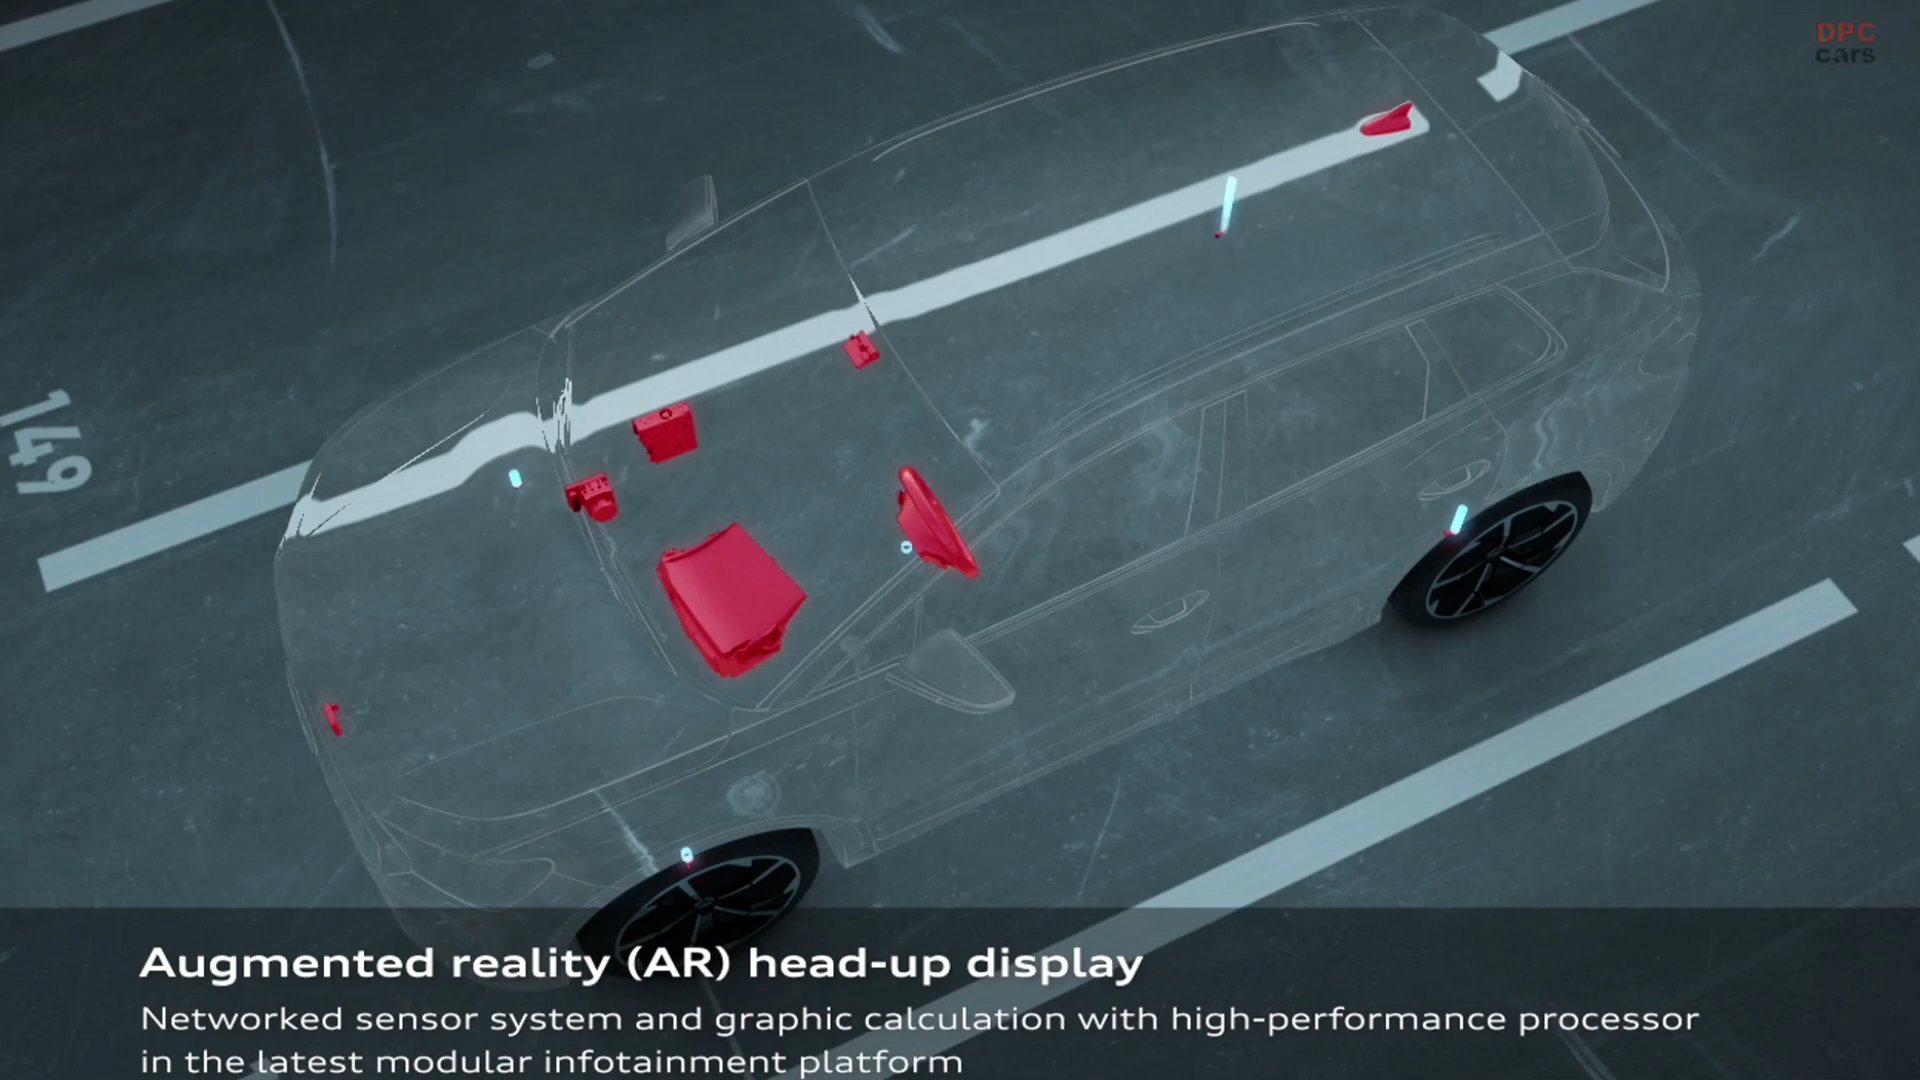 DPC
cars
149
Augmented reality (AR) head-up display
Networked sensor system and graphic calculation with high-performance processor
in the latest modular infotainment platform